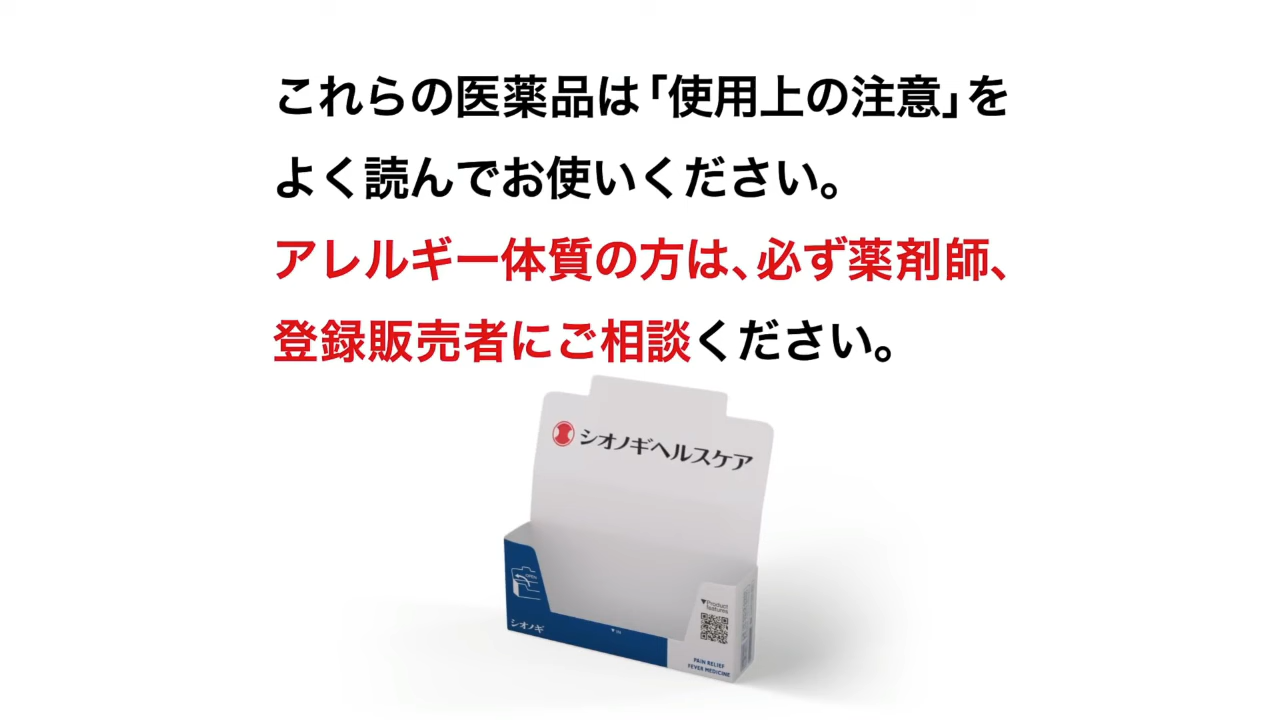 これらの医薬品は「使用上の注意」を
よく読んでお使いください。
アレルギー体質の方は、必ず薬剤師、
登録販売者にご相談ください。
シオノギヘルスケア
OPEN
シオノギ
Product
features
PAIN RELIEF
FEVER MEDICINE